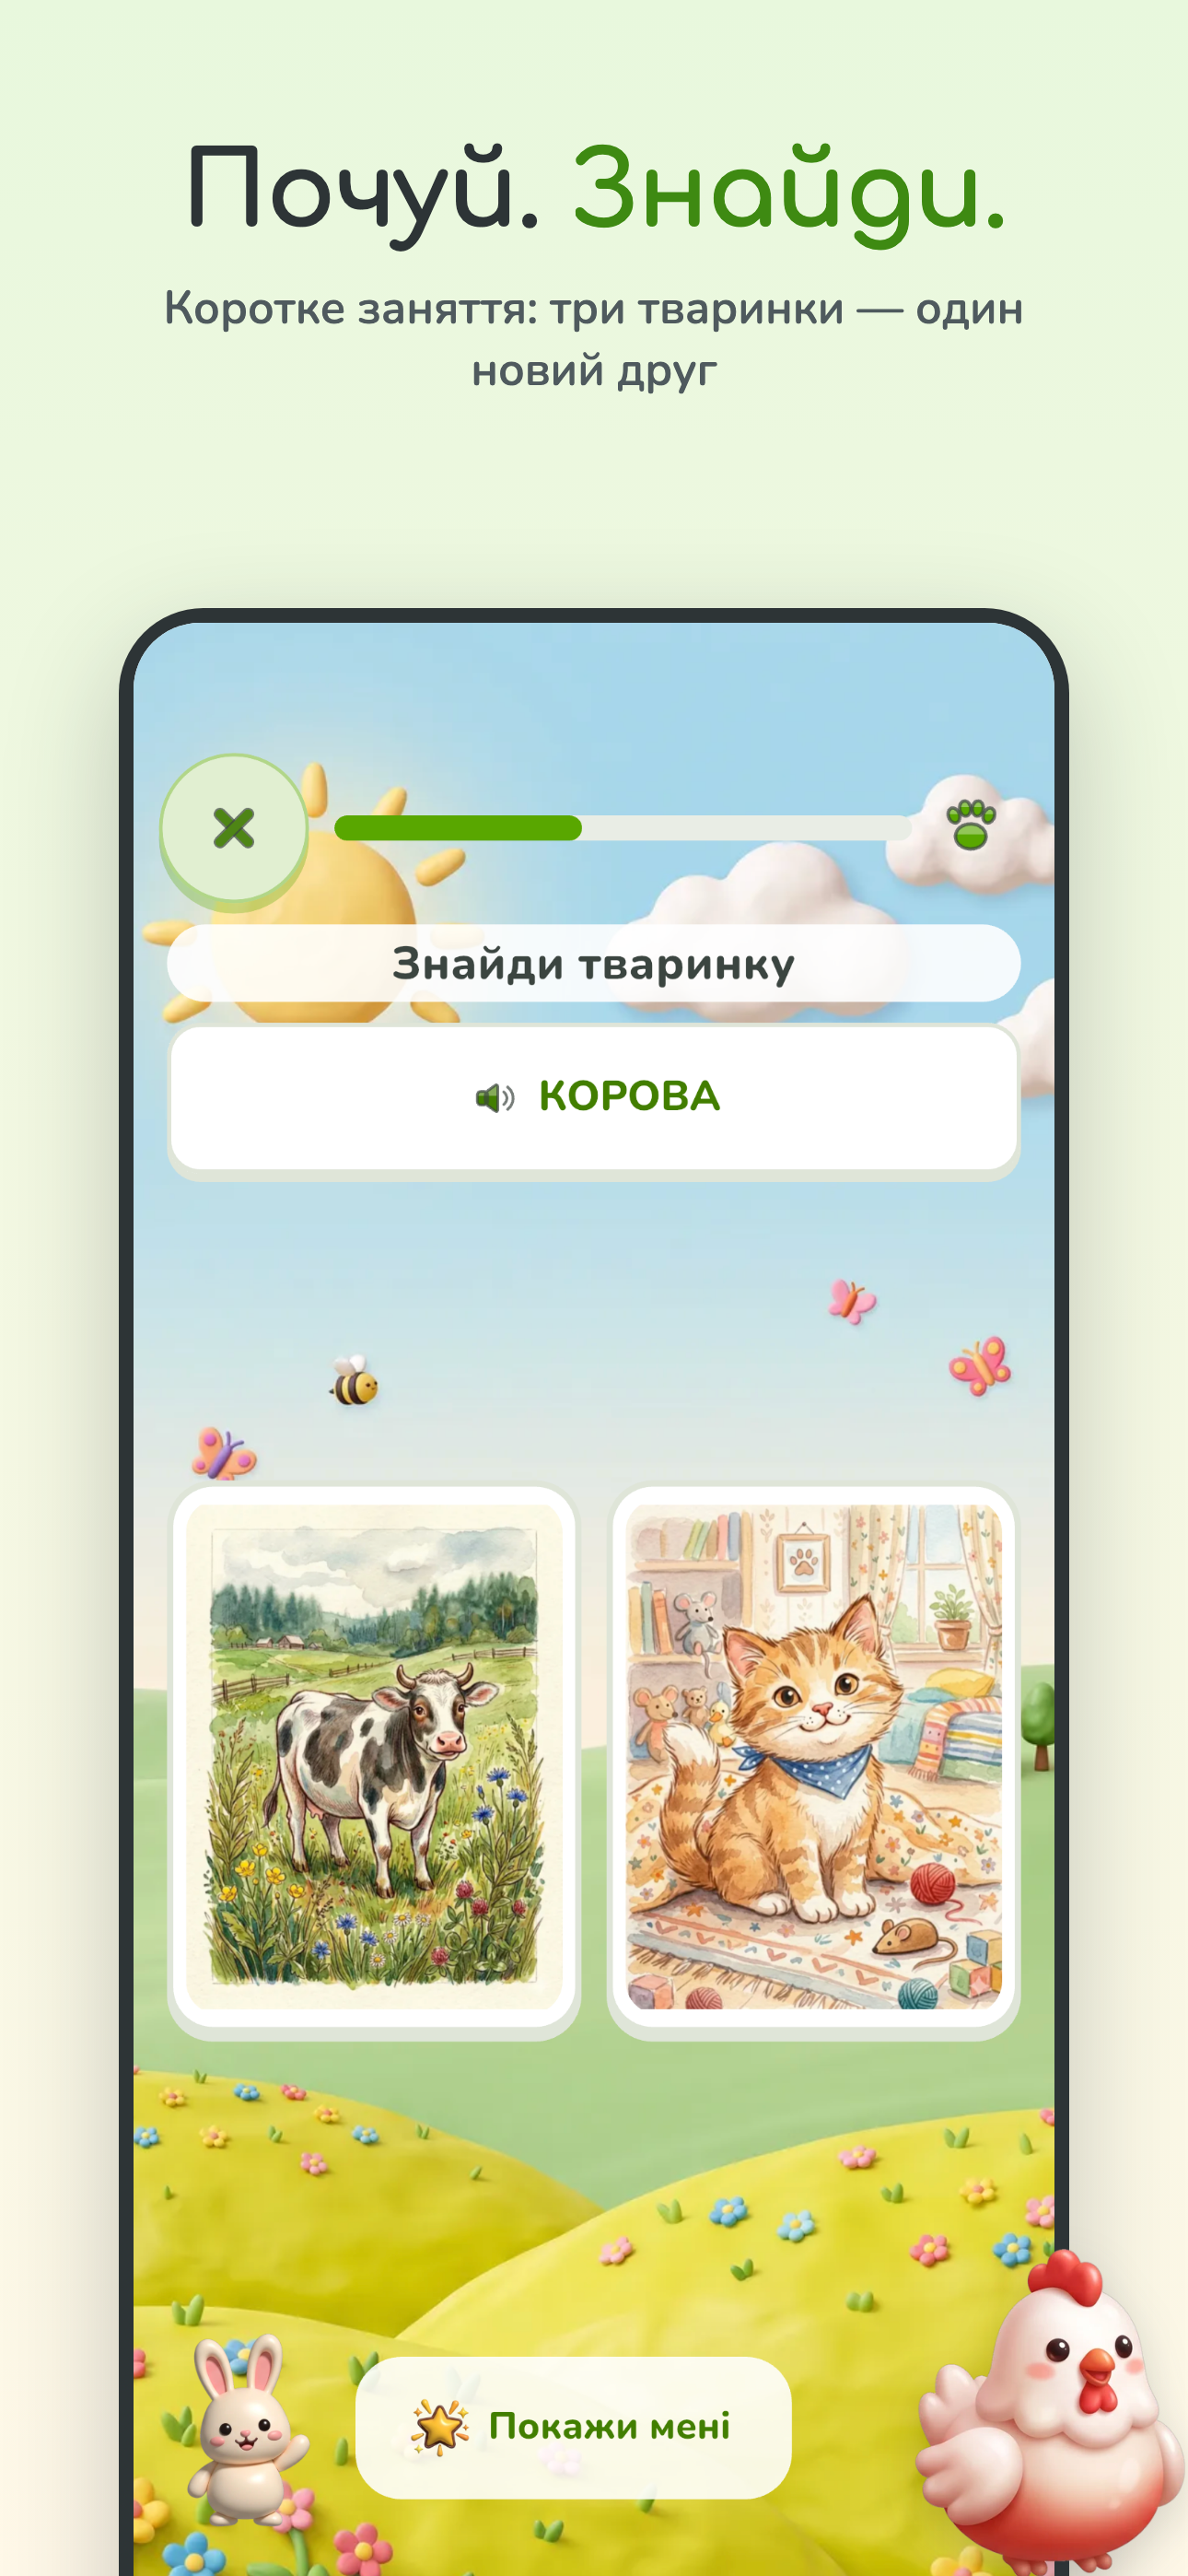 Почуй. Знайди.
Коротке заняття: три тваринки — один
новий друг
Знайди тваринку
КОРОВА
Покажи мені